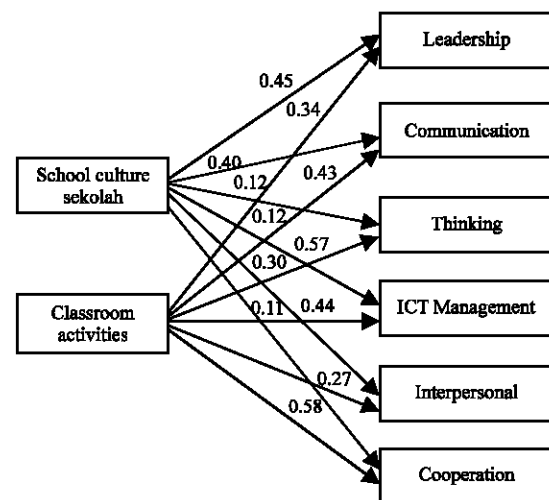 Leadership
0.45
0.34
Communication
School culture
sekolah
0.40
0.12
0.43
0.12
Thinking
0.57
0.30
Classroom
activities
0.11
0.44
ICT Management
0.27
Interpersonal
0.58
Cooperation